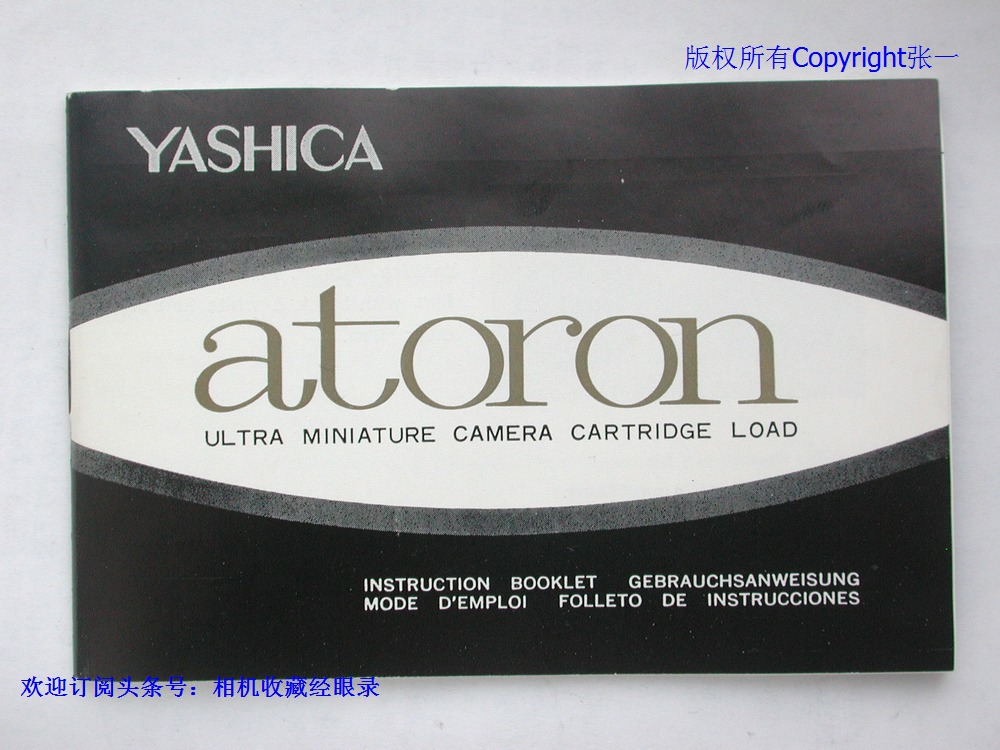 版权所有Copyright张一
YASHICA
atoron
ULTRA MINIATURE CAMERA CARTRIDGE LOAD
INSTRUCTION BOOKLET GEBRAUCHSANWEISUNG
MODE D'EMPLOI FOLLETO DE INSTRUCCIONES
欢迎订阅头条号：相机收藏经眼录